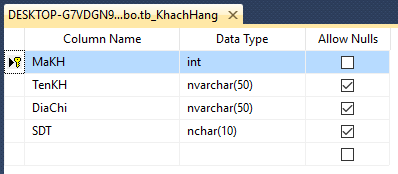 DESKTOP-G7VDGN9...bo.tb_KhachHang
Column Name Data Type Allow Nulls
MaKH int
TenKH nvarchar(50)
DiaChi nvarchar(50)
SDT nchar(10)